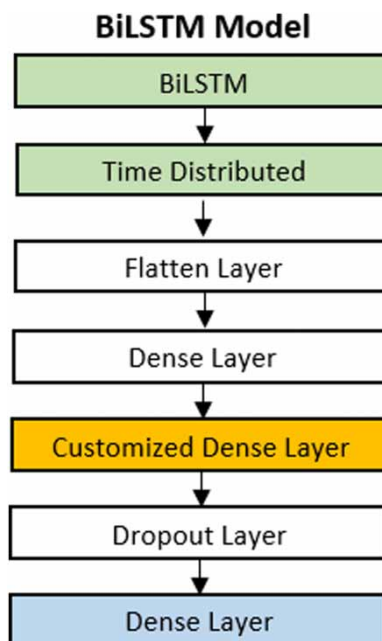 BiLSTM Model
BiLSTM
Time Distributed
Flatten Layer
Dense Layer
Customized Dense Layer
Dropout Layer
Dense Layer